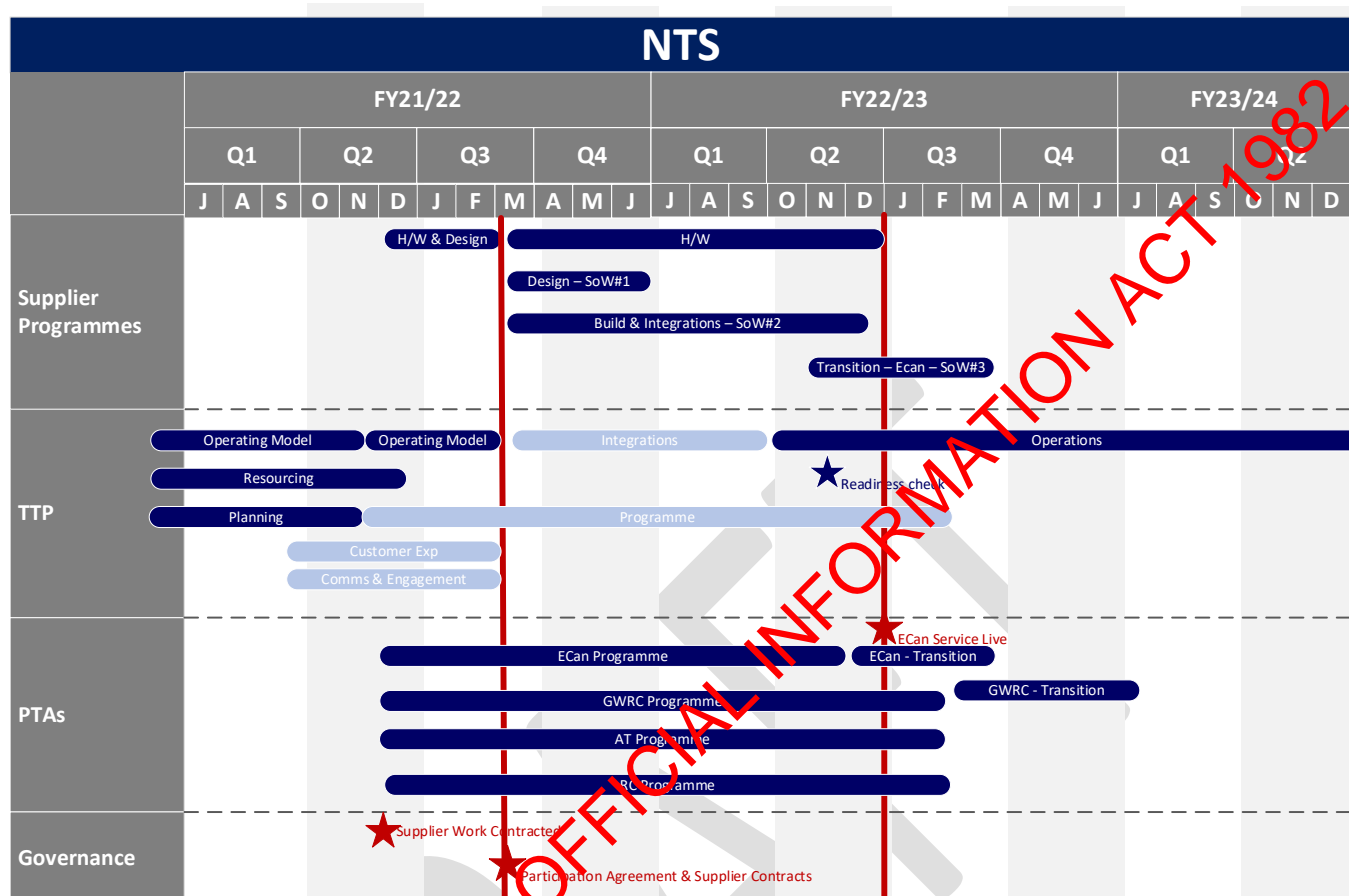 NTS
FY21/22 FY22/23 FY23/24
Q1 Q2 Q3 Q4 Q1 Q2 Q3 Q4 Q1 Q2
J A S O N D J F M A M J J A S O N D J F M A M J J A S O N D
Supplier
Programmes
H/W & Design
H/W
Design – SoW#1
Build & Integrations – SoW#2
Transition – Ecan – SoW#3
TTP
Operating Model
Operating Model
Integrations
Operations
Resourcing
Readiness check
Planning
Programme
Customer Exp
Comms & Engagement
PTAs
ECan Service Live
ECan Programme
ECan - Transition
GWRC - Transition
GWRC Programme
AT Programme
Programme
Governance
Supplier Work Contracted
Participation Agreement & Supplier Contracts
OFFICIAL INFORMATION ACT 1982